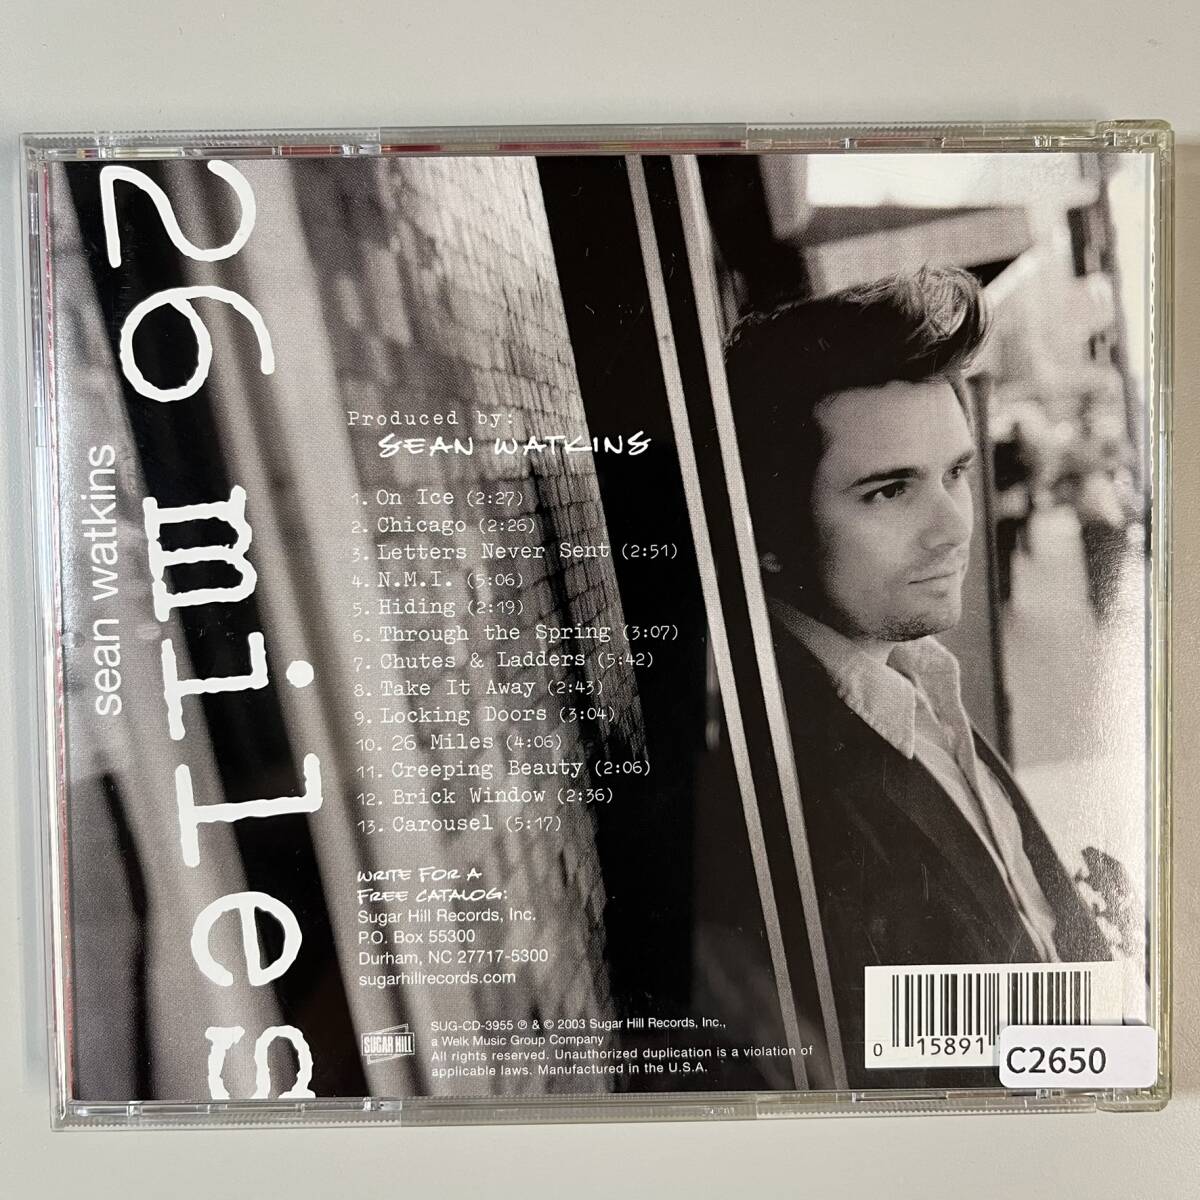 26 miles
sean watkins
Produced by:
SEAN WATKINS
1. On Ice (2:27)
2. Chicago (2:26)
3. Letters Never Sent (2:51)
4. N.M.I. (5:06)
5. Hiding (2:19)
6. Through the Spring (3:07)
7. Chutes & Ladders (5:42)
8. Take It Away (2:43)
9. Locking Doors (3:04)
10. 26 Miles (4:06)
11. Creeping Beauty (2:06)
12. Brick Window (2:36)
13. Carousel (5:17)
WRITE FOR A
FREE CATALOG:
Sugar Hill Records, Inc.
P.O. Box 55300
Durham, NC 27717-5300
sugarhillrecords.com
SUGAR HILL
SUG-CD-3955 ℗ & © 2003 Sugar Hill Records, Inc.,
a Welk Music Group Company
All rights reserved. Unauthorized duplication is a violation of
applicable laws. Manufactured in the U.S.A.
0 15891
C2650